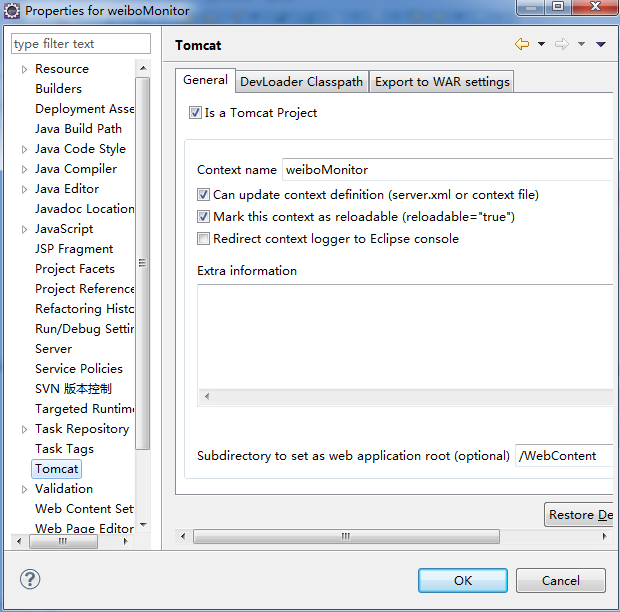 Properties for weiboMonitor
type filter text
Resource
Builders
Deployment Asse
Java Build Path
Java Code Style
Java Compiler
Java Editor
Javadoc Location
JavaScript
JSP Fragment
Project Facets
Project Reference
Refactoring Histo
Run/Debug Settin
Server
Service Policies
SVN 版本控制
Targeted Runtime
Task Repository
Task Tags
Tomcat
Validation
Web Content Set
Web Page Editor
Tomcat
General DevLoader Classpath Export to WAR settings
Is a Tomcat Project
Context name weiboMonitor
Can update context definition (server.xml or context file)
Mark this context as reloadable (reloadable="true")
Redirect context logger to Eclipse console
Extra information
Subdirectory to set as web application root (optional) /WebContent
Restore De
OK Cancel